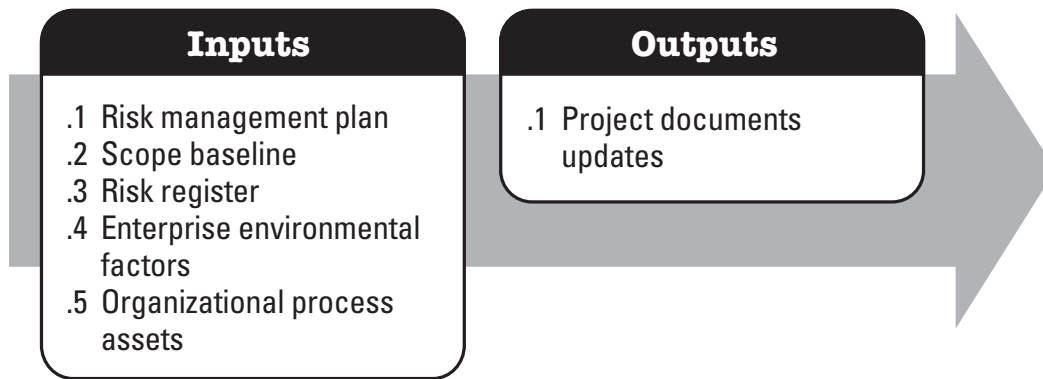 Inputs
.1 Risk management plan
.2 Scope baseline
.3 Risk register
.4 Enterprise environmental
factors
.5 Organizational process
assets
Outputs
.1 Project documents
updates